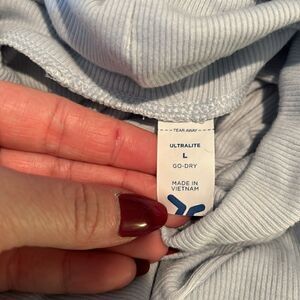 TEAR AWAY
ULTRALITE
L
GO-DRY
MADE IN
VIETNAM